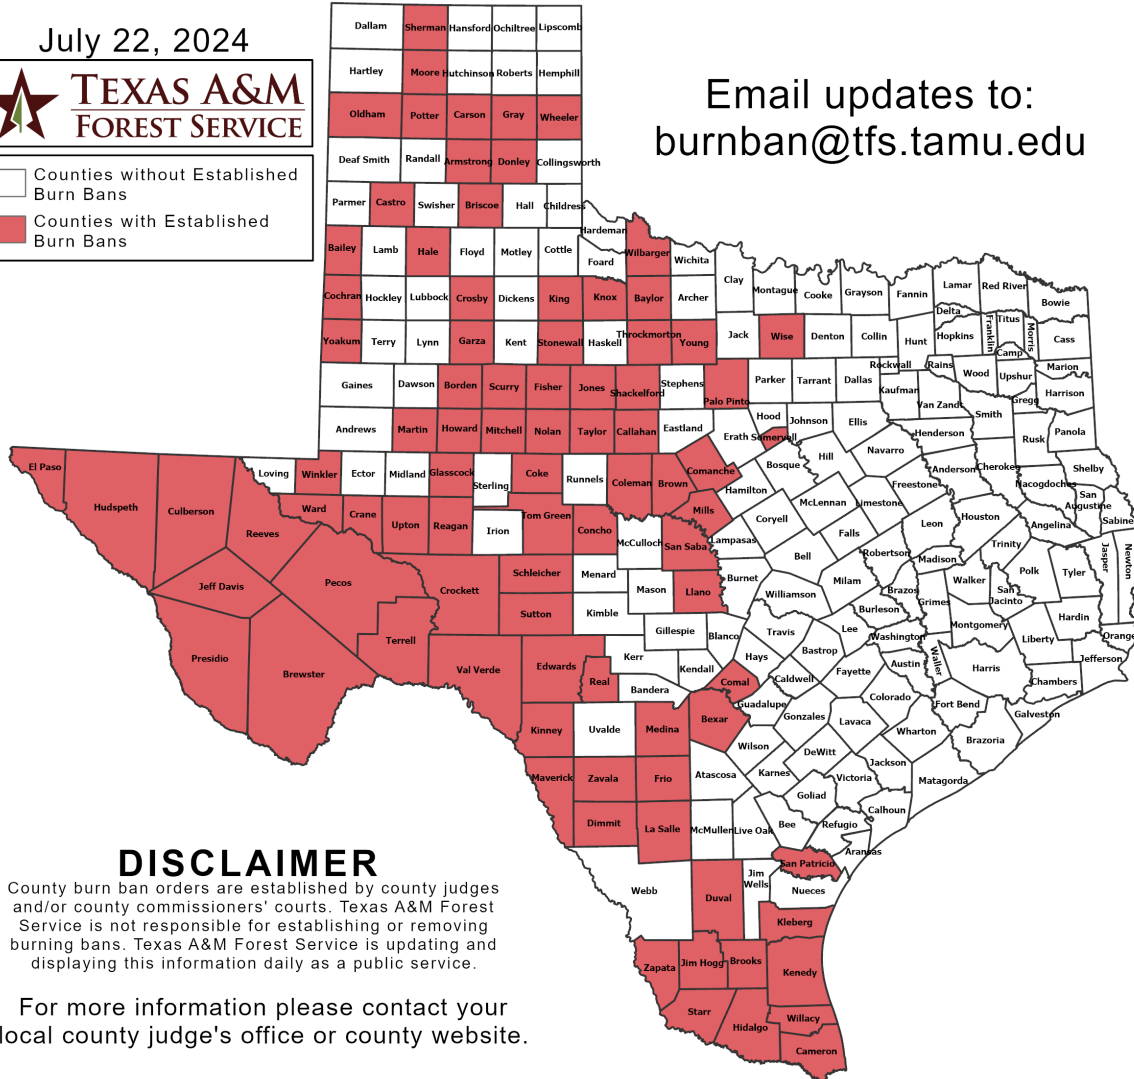 July 22, 2024
TEXAS A&M
FOREST SERVICE
Counties without Established
Burn Bans
Counties with Established
Burn Bans
Email updates to:
burnban@tfs.tamu.edu
Dallam Sherman Hansford Ochiltree Lipscomb
Hartley Moore Hutchinson Roberts Hemphill
Oldham Potter Carson Gray Wheeler
Deaf Smith Randall Armstrong Donley Collingsworth
Parmer Castro Swisher Briscoe Hall Childress
Hardeman
Bailey Lamb Hale Floyd Motley Cottle Foard Wilbarger Wichita
Clay Montague Cooke Grayson Fannin Lamar Red River Bowie
Cochran Hockley Lubbock Crosby Dickens King Knox Baylor Archer
Delta Franklin Titus Morris Cass
Yoakum Terry Lynn Garza Kent Stonewall Haskell Throckmorton Young Jack Wise Denton Collin Hunt Hopkins
Camp
Rockwall Rains Wood Upshur Marion
Gaines Dawson Borden Scurry Fisher Jones Shackelford Stephens Palo Pinto Parker Tarrant Dallas Kaufman Van Zandt Smith Gregg Harrison
Andrews Martin Howard Mitchell Nolan Taylor Callahan Eastland Erath Hood Somervell Johnson Ellis Henderson Rusk Panola
El Paso Hudspeth Culberson Reeves Loving Winkler Ector Midland Glasscock Sterling Coke Runnels Coleman Brown Comanche Hamilton Bosque Hill Navarro Freestone Anderson Cherokee Nacogdoches Shelby
San
Augustine
Sabine
Ward Crane Upton Reagan Irion Tom Green Concho McCulloch San Saba Mills Lampasas Coryell McLennan Limestone Falls Leon Houston Angelina
Trinity
Jeff Davis Pecos Crockett Schleicher Menard Mason Llano Burnet Bell Milam Robertson Madison Walker Polk Tyler Jasper Newton
Sutton Kimble Williamson Burleson Brazos Grimes San
Jacinto
Hardin
Presidio Brewster Terrell Val Verde Edwards Real Kerr Gillespie Blanco Travis Lee Washington Montgomery Liberty Orange
Kendall Hays Bastrop Fayette Austin Waller Harris Jefferson
Chambers
Bandera Comal Caldwell Colorado Fort Bend Galveston
Kinney Uvalde Medina Bexar Guadalupe Gonzales Lavaca Wharton Brazoria
Wilson DeWitt Jackson Matagorda
Maverick Zavala Frio Atascosa Karnes Victoria
Goliad Calhoun
Dimmit La Salle McMullen Live Oak Bee Refugio
Aransas
San Patricio
Webb Duval Jim
Wells
Nueces
Kleberg
Zapata Jim Hogg Brooks Kenedy
Starr Hidalgo Willacy
Cameron
DISCLAIMER
County burn ban orders are established by county judges
and/or county commissioners' courts. Texas A&M Forest
Service is not responsible for establishing or removing
burning bans. Texas A&M Forest Service is updating and
displaying this information daily as a public service.
For more information please contact your
local county judge's office or county website.